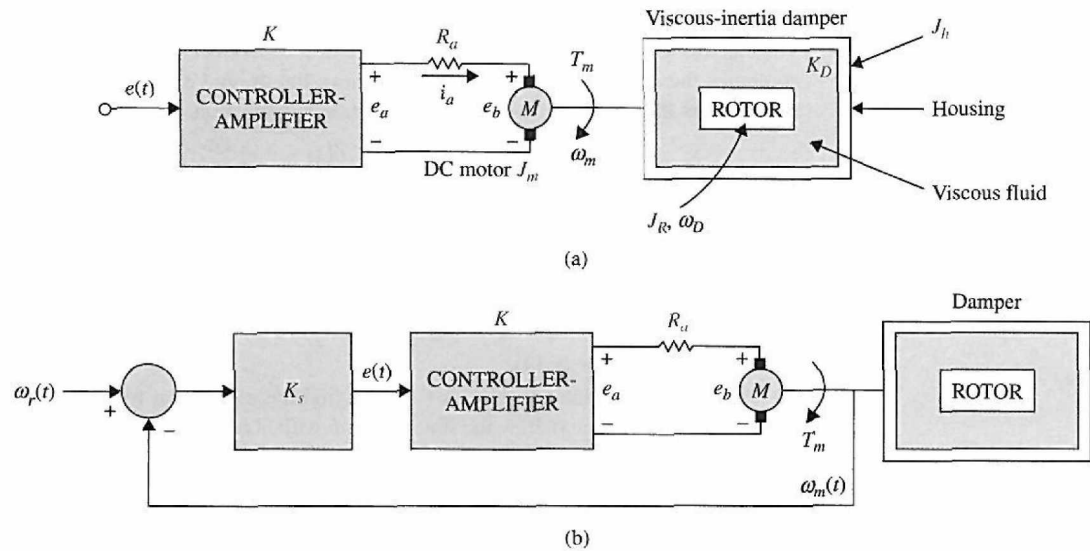 Viscous-inertia damper
K
R_a
J_h
e(t)
CONTROLLER-
AMPLIFIER
+
e_a
−
i_a
+
e_b
−
M
T_m
ω_m
K_D
ROTOR
Housing
DC motor J_m
Viscous fluid
J_R, ω_D
(a)
Damper
K
R_a
ω_r(t)
+
−
K_s
e(t)
CONTROLLER-
AMPLIFIER
+
e_a
−
+
e_b
−
M
T_m
ROTOR
ω_m(t)
(b)